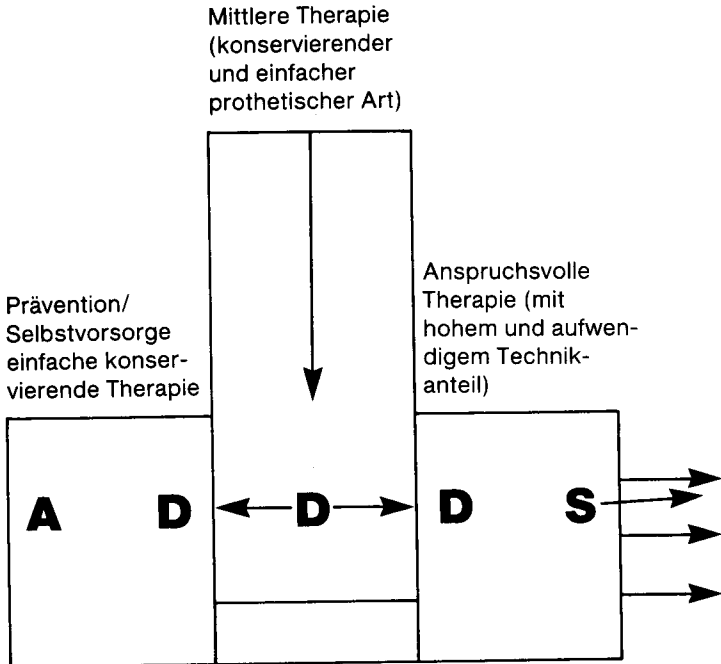 Mittlere Therapie
(konservierender
und einfacher
prothetischer Art)
Prävention/
Selbstvorsorge
einfache konser-
vierende Therapie
Anspruchsvolle
Therapie (mit
hohem und aufwen-
digem Technik-
anteil)
A D D D S